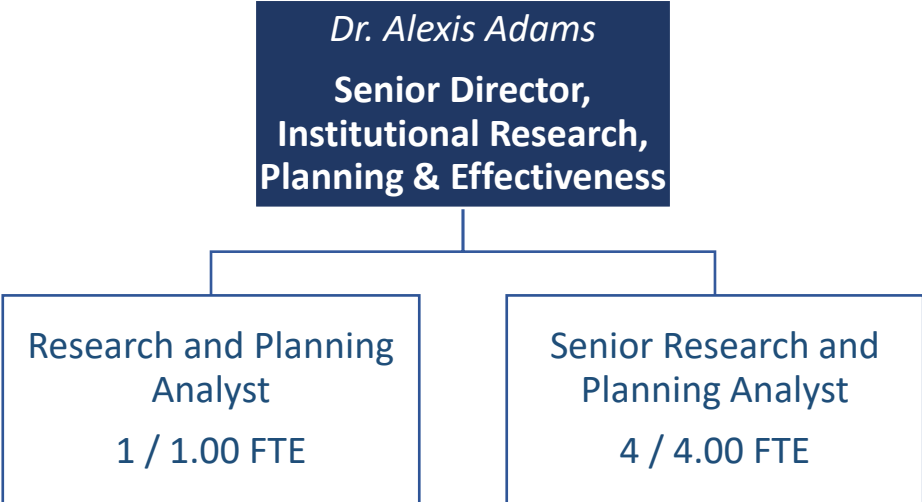 Dr. Alexis Adams
Senior Director,
Institutional Research,
Planning & Effectiveness
Research and Planning
Analyst
1 / 1.00 FTE
Senior Research and
Planning Analyst
4 / 4.00 FTE